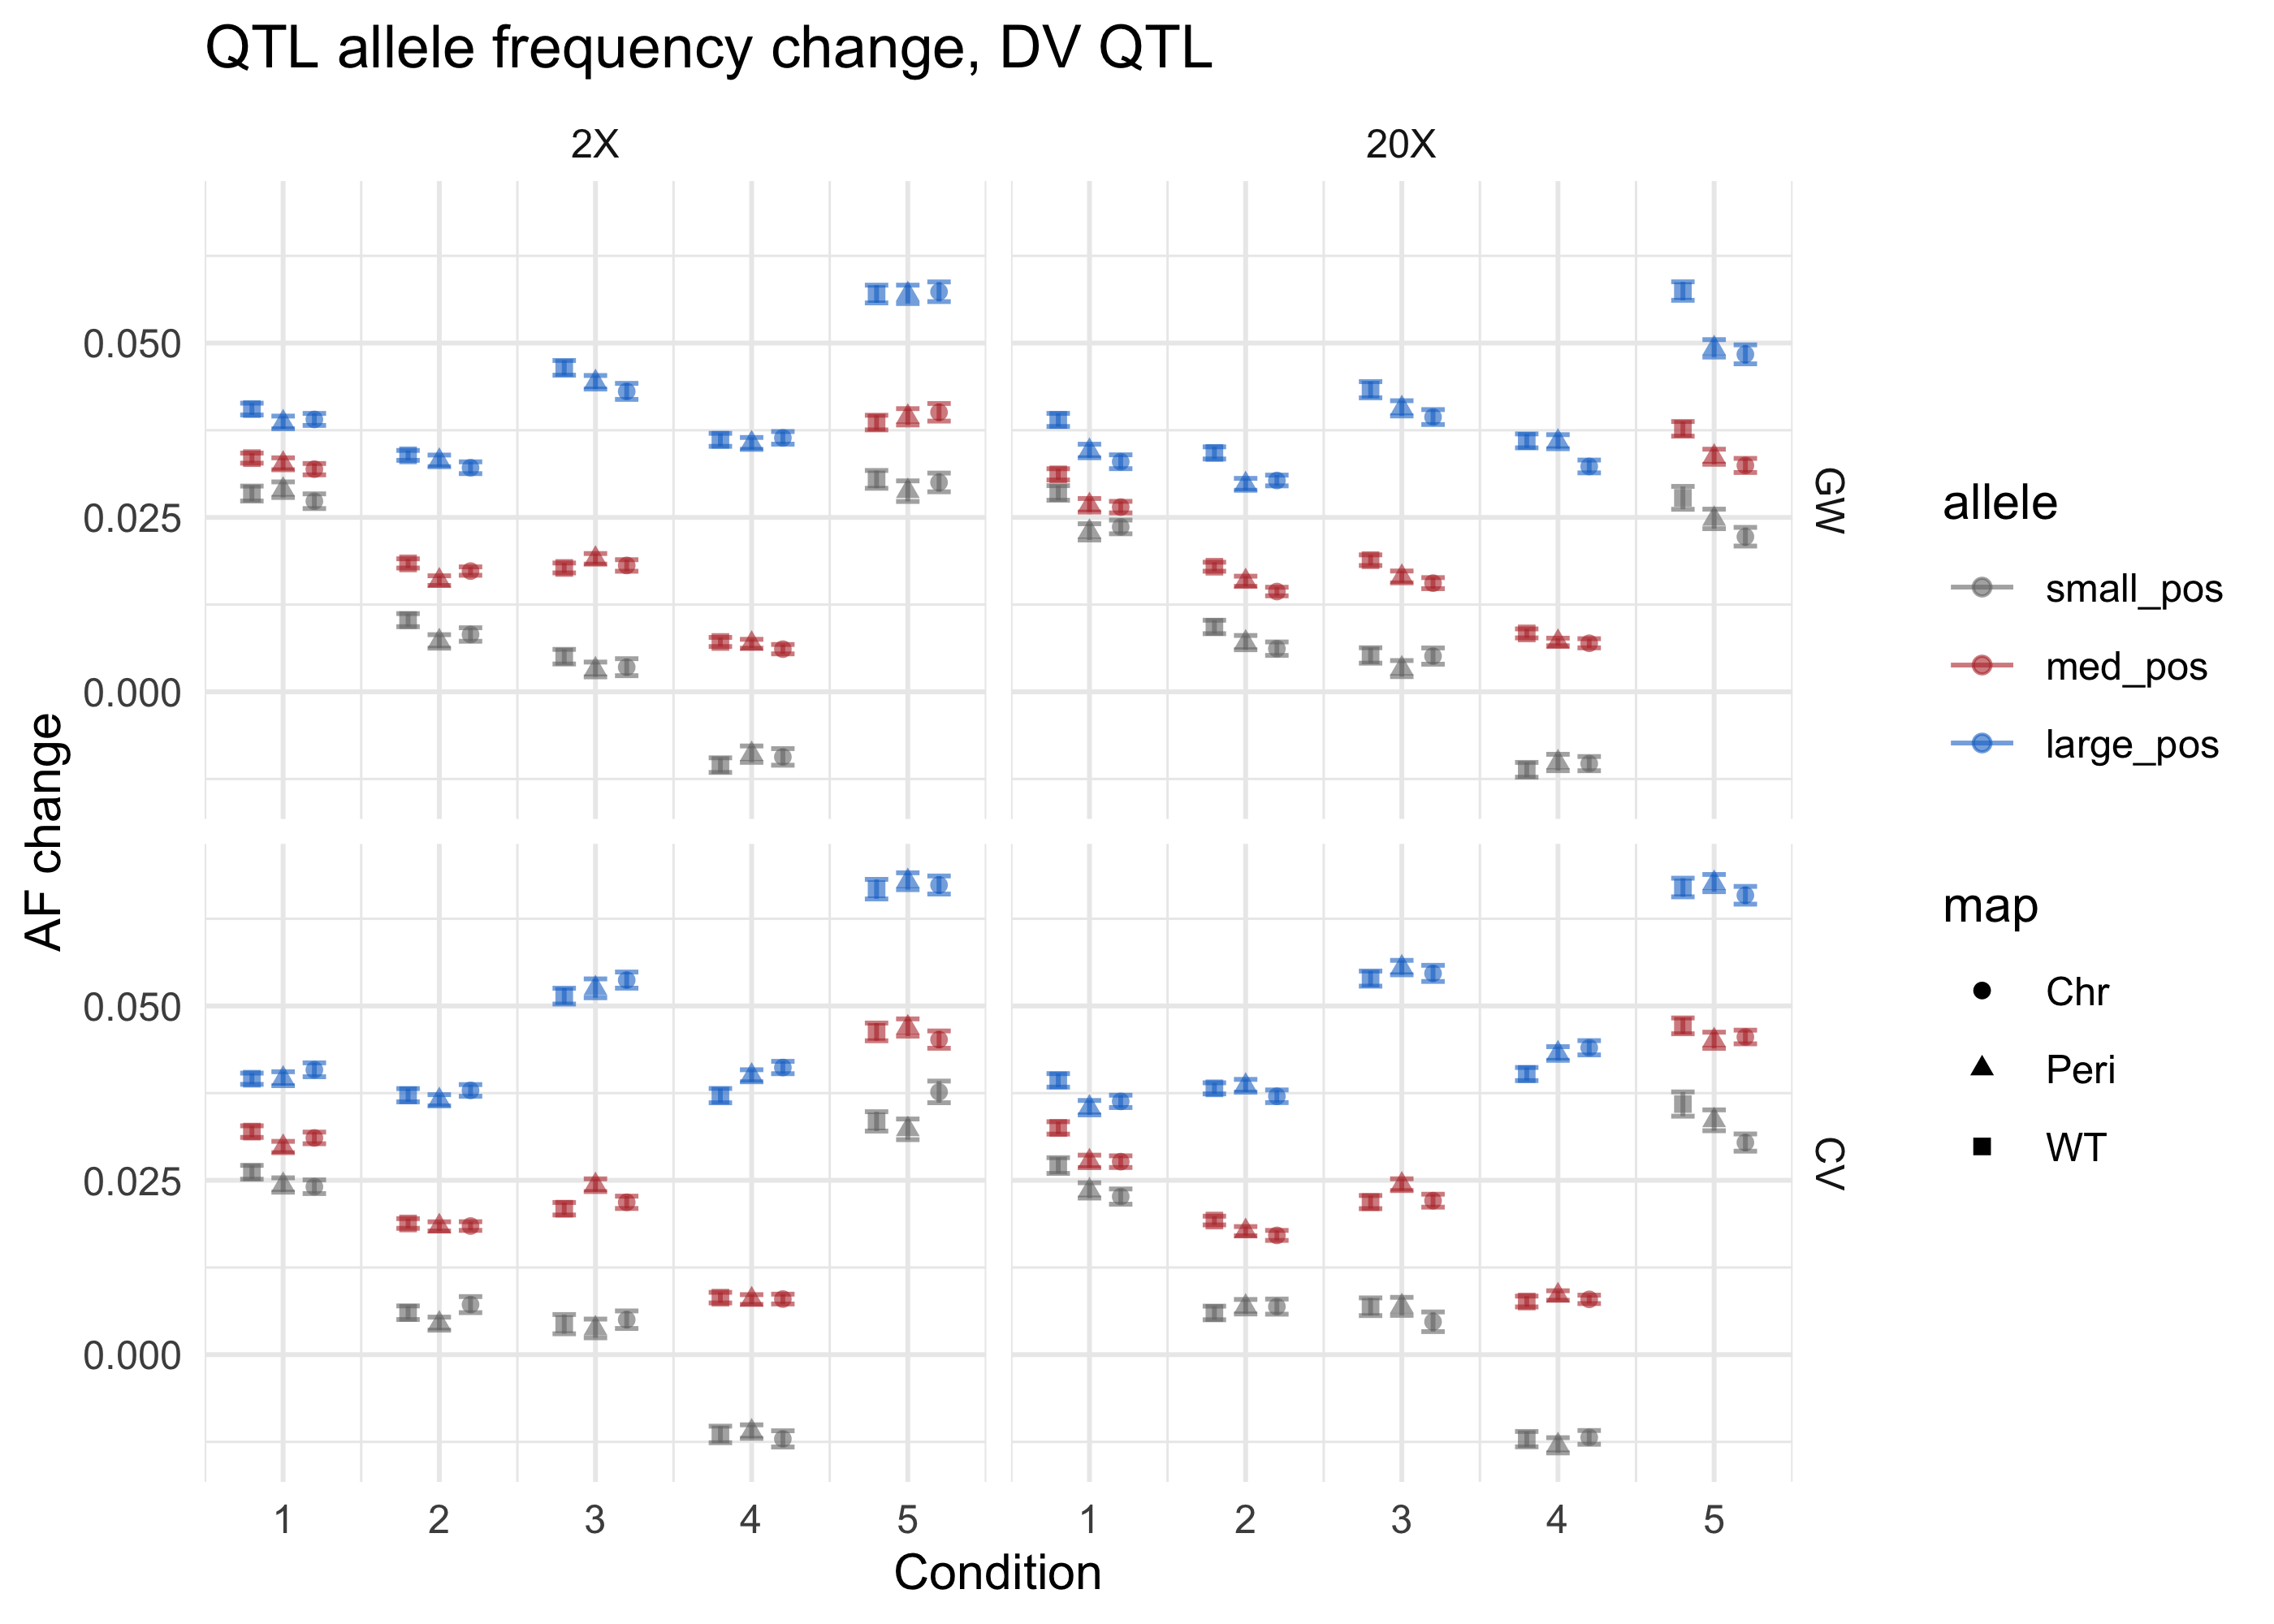 QTL allele frequency change, DV QTL
2X
20X
0.050
0.025
0.000
GW
0.050
0.025
0.000
CV
AF change
1 2 3 4 5
1 2 3 4 5
Condition
allele
small_pos
med_pos
large_pos
map
Chr
Peri
WT